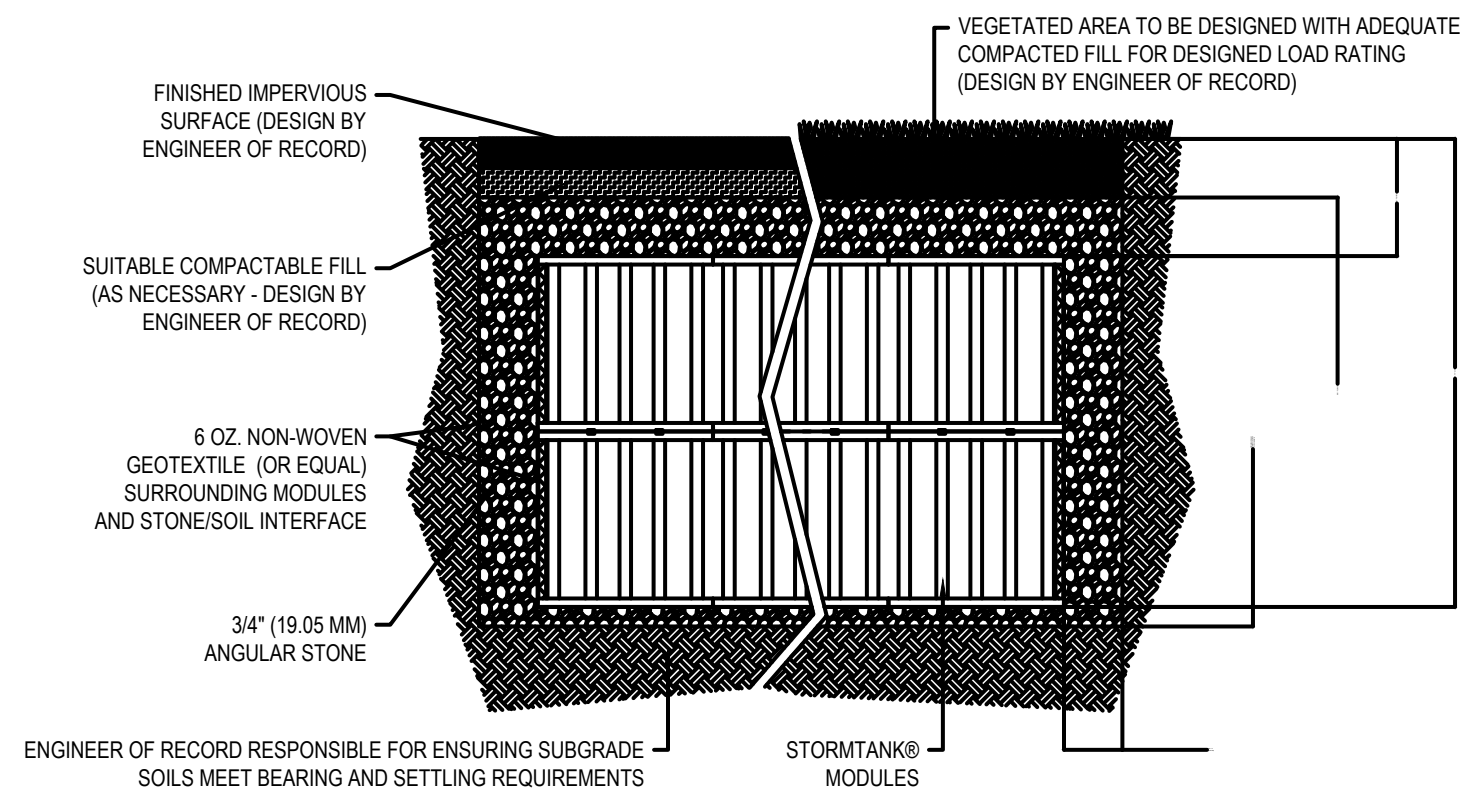 VEGETATED AREA TO BE DESIGNED WITH ADEQUATE
COMPACTED FILL FOR DESIGNED LOAD RATING
(DESIGN BY ENGINEER OF RECORD)
FINISHED IMPERVIOUS
SURFACE (DESIGN BY
ENGINEER OF RECORD)
SUITABLE COMPACTABLE FILL
(AS NECESSARY - DESIGN BY
ENGINEER OF RECORD)
6 OZ. NON-WOVEN
GEOTEXTILE (OR EQUAL)
SURROUNDING MODULES
AND STONE/SOIL INTERFACE
3/4" (19.05 MM)
ANGULAR STONE
ENGINEER OF RECORD RESPONSIBLE FOR ENSURING SUBGRADE
SOILS MEET BEARING AND SETTLING REQUIREMENTS
STORMTANK®
MODULES